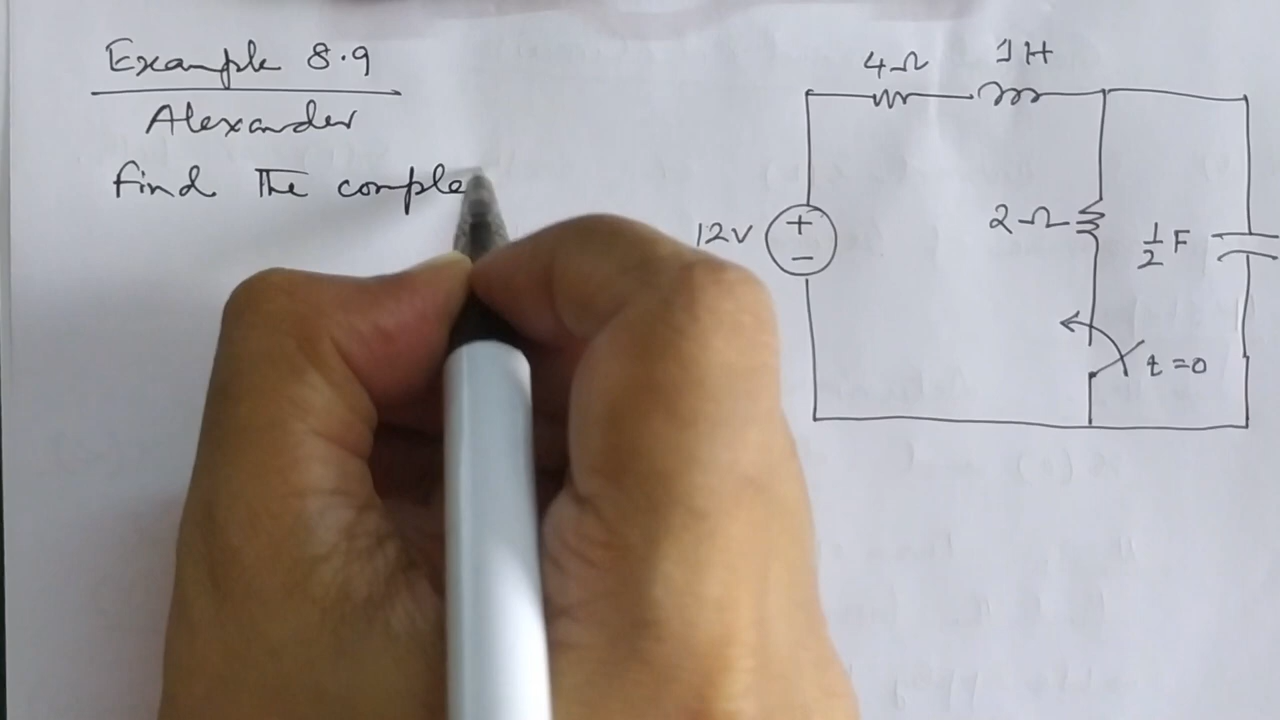 Example 8.9
Alexander
find The comple
4Ω
1H
12V
+
−
2Ω
1/2 F
t=0